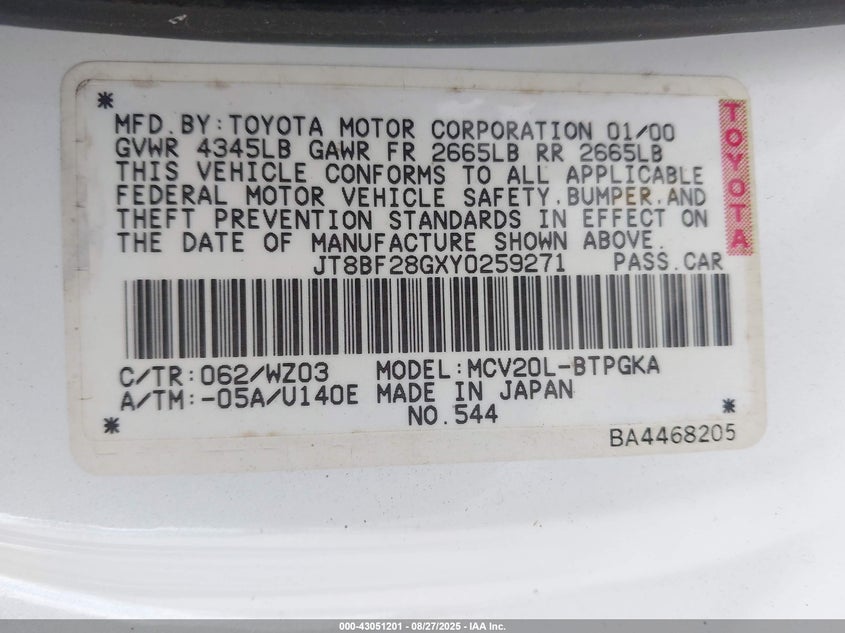 MFD.BY:TOYOTA MOTOR CORPORATION 01/00
GVWR 4345LB GAWR FR 2665LB RR 2665LB
THIS VEHICLE CONFORMS TO ALL APPLICABLE
FEDERAL MOTOR VEHICLE SAFETY.BUMPER.AND
THEFT PREVENTION STANDARDS IN EFFECT ON
THE DATE OF MANUFACTURE SHOWN ABOVE.
JT8BF28GXY0259271 PASS.CAR
TOYOTA
C/TR:062/WZ03 MODEL:MCV20L-BTPGKA
A/TM:-05A/U140E MADE IN JAPAN
NO.544
BA4468205
000-43051201 | 08/27/2025 - IAA Inc.